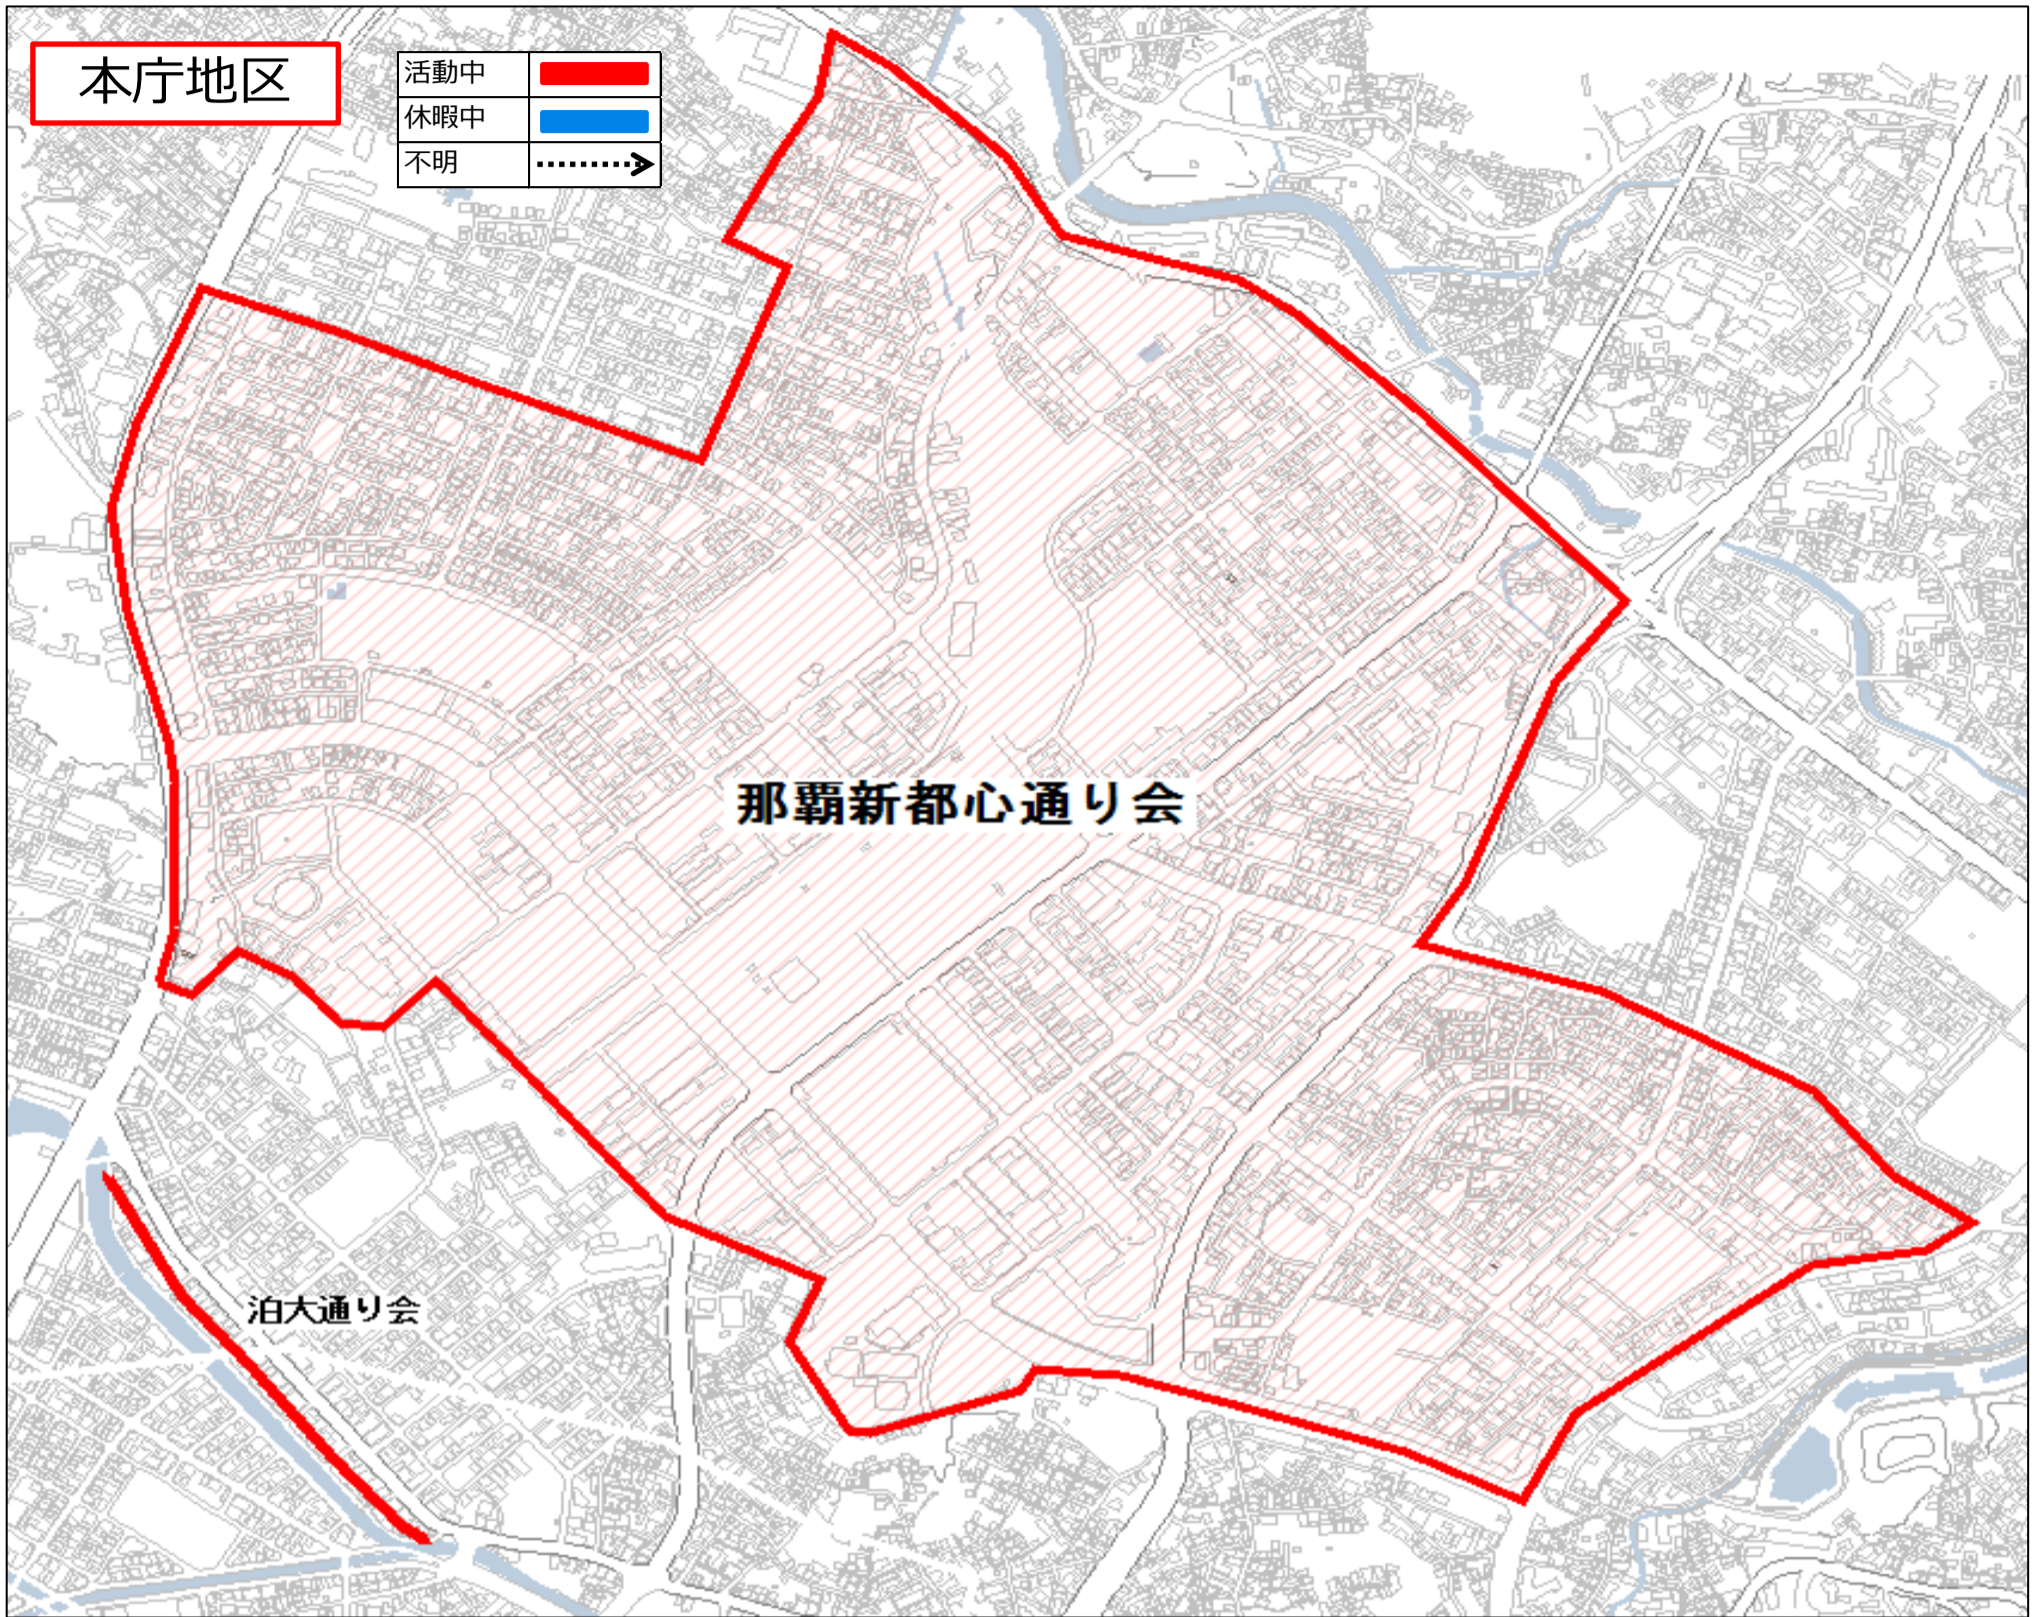 本庁地区
活動中
休暇中
不明
那覇新都心通り会
泊大通り会